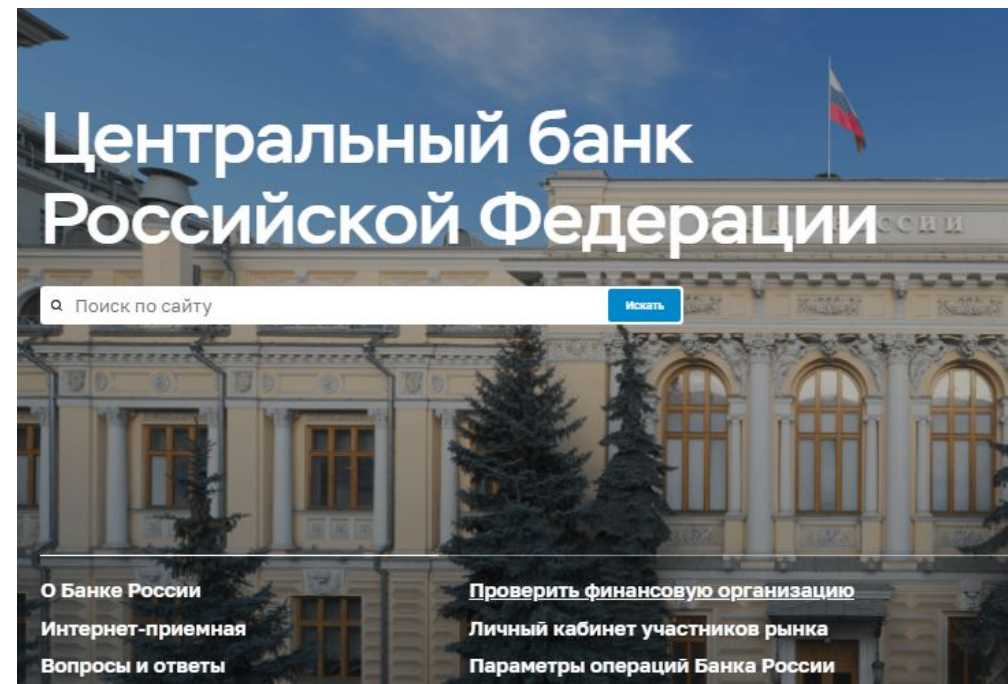 Центральный банк
Российской Федерации
Поиск по сайту
Искать
О Банке России
Проверить финансовую организацию
Интернет-приемная
Личный кабинет участников рынка
Вопросы и ответы
Параметры операций Банка России